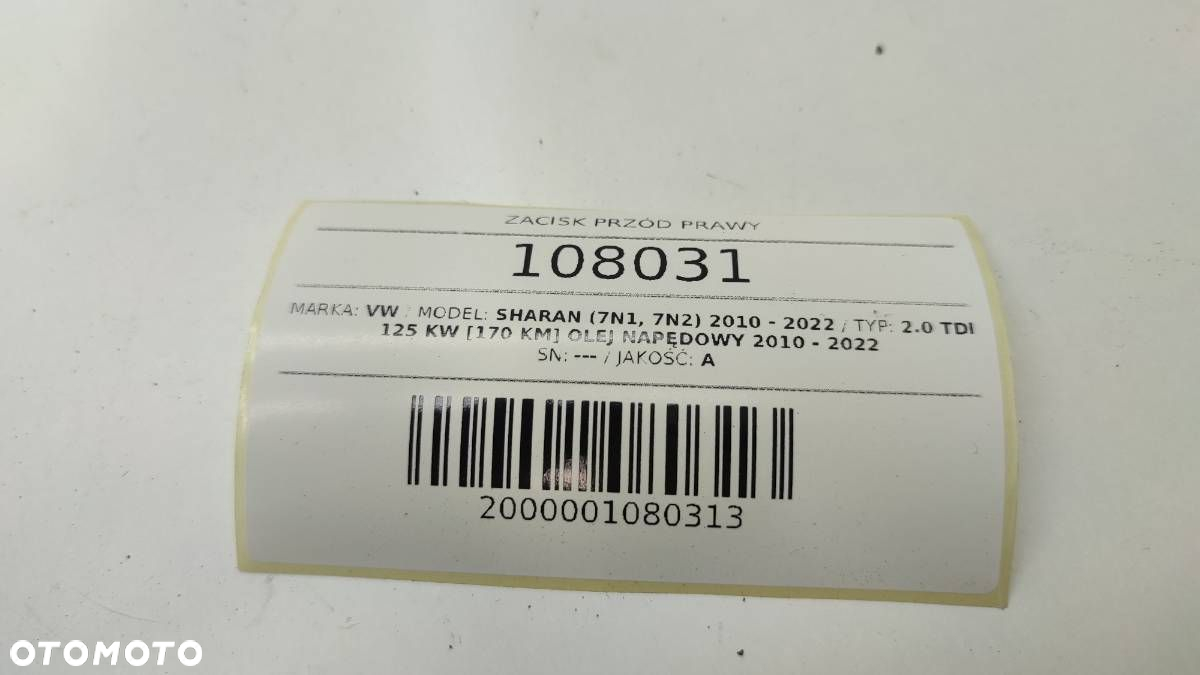 ZACISK PRZÓD PRAWY
108031
MARKA: VW / MODEL: SHARAN (7N1, 7N2) 2010 - 2022 / TYP: 2.0 TDI
125 KW [170 KM] OLEJ NAPĘDOWY 2010 - 2022
SN: --- / JAKOŚĆ: A
2000001080313
OTOMOTO